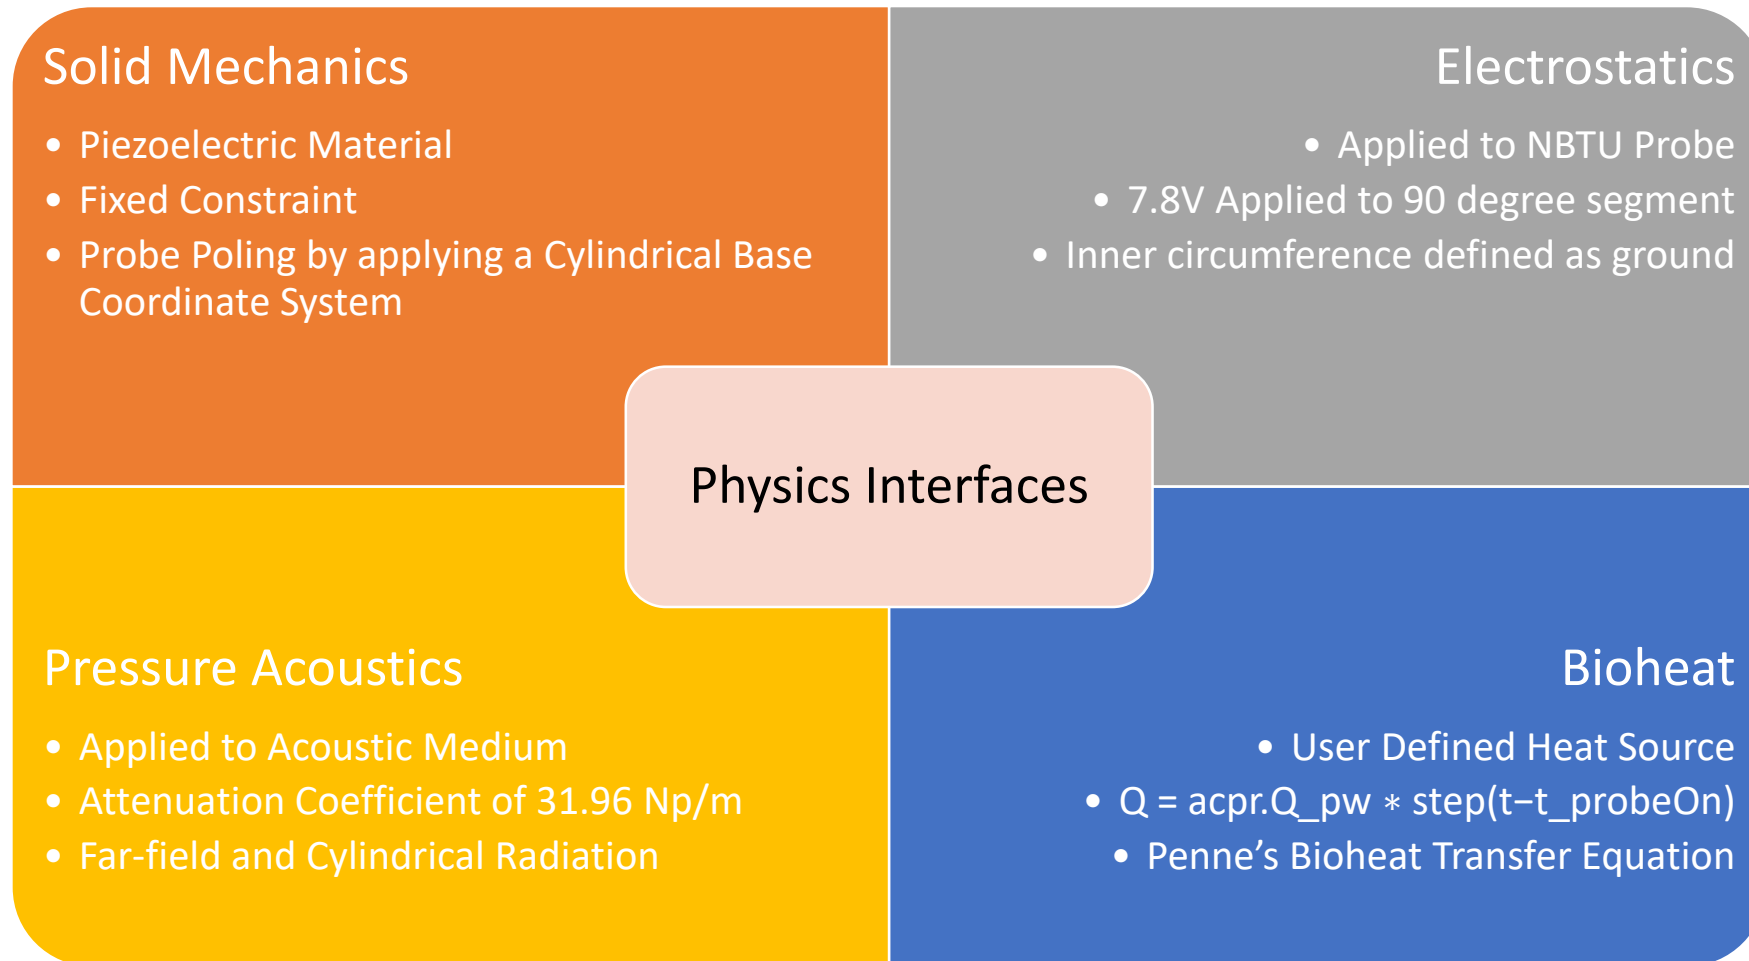 Solid Mechanics
• Piezoelectric Material
• Fixed Constraint
• Probe Poling by applying a Cylindrical Base
Coordinate System
Electrostatics
• Applied to NBTU Probe
• 7.8V Applied to 90 degree segment
• Inner circumference defined as ground
Physics Interfaces
Pressure Acoustics
• Applied to Acoustic Medium
• Attenuation Coefficient of 31.96 Np/m
• Far-field and Cylindrical Radiation
Bioheat
• User Defined Heat Source
• Q = acpr.Q_pw ∗ step(t−t_probeOn)
• Penne’s Bioheat Transfer Equation